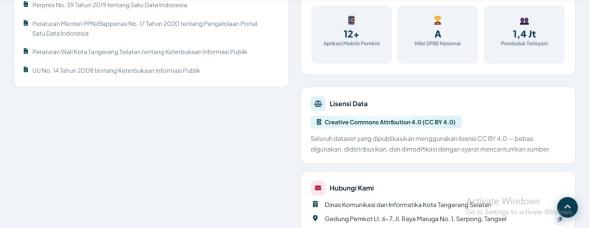 Perpres No. 39 Tahun 2019 tentang Satu Data Indonesia
Peraturan Menteri PPN/Bappenas No. 17 Tahun 2020 tentang Pengelolaan Portal
Satu Data Indonesia
Peraturan Wali Kota Tangerang Selatan tentang Keterbukaan Informasi Publik
UU No. 14 Tahun 2008 tentang Keterbukaan Informasi Publik
12+
Aplikasi Mobile Pemkot
A
Nilai SPBE Nasional
1,4 Jt
Penduduk Terlayani
Lisensi Data
Creative Commons Attribution 4.0 (CC BY 4.0)
Seluruh dataset yang dipublikasikan menggunakan lisensi CC BY 4.0 — bebas
digunakan, didistribusikan, dan dimodifikasi dengan syarat mencantumkan sumber.
Hubungi Kami
Dinas Komunikasi dan Informatika Kota Tangerang Selatan
Gedung Pemkot Lt. 6–7, Jl. Raya Maruga No. 1, Serpong, Tangsel
Activate Windows
Go to Settings to activate Windows.